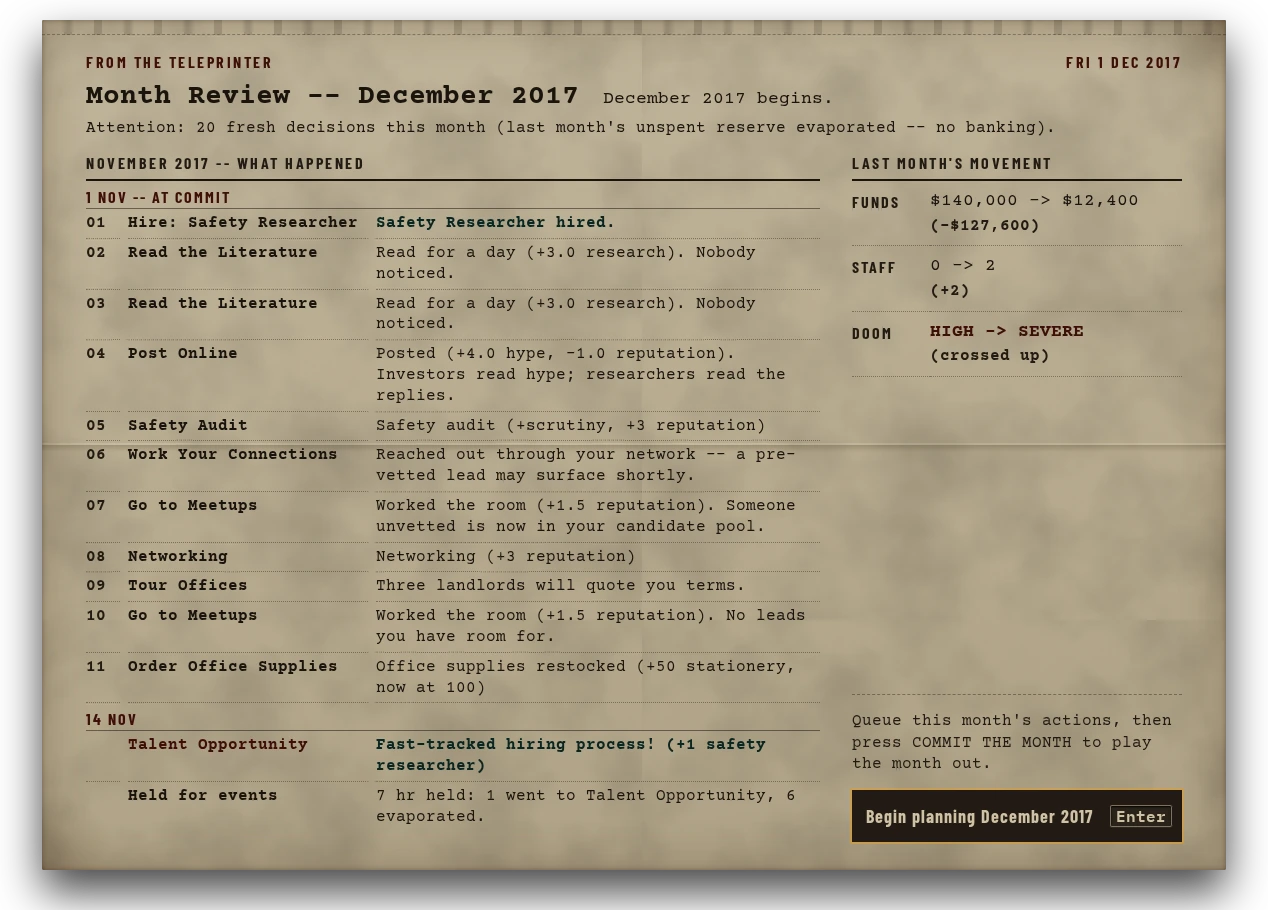 FROM THE TELEPRINTER
FRI 1 DEC 2017
Month Review -- December 2017 December 2017 begins.
Attention: 20 fresh decisions this month (last month's unspent reserve evaporated -- no banking).
NOVEMBER 2017 -- WHAT HAPPENED
1 NOV -- AT COMMIT
01 Hire: Safety Researcher Safety Researcher hired.
02 Read the Literature Read for a day (+3.0 research). Nobody
noticed.
03 Read the Literature Read for a day (+3.0 research). Nobody
noticed.
04 Post Online Posted (+4.0 hype, -1.0 reputation).
Investors read hype; researchers read the
replies.
05 Safety Audit Safety audit (+scrutiny, +3 reputation)
06 Work Your Connections Reached out through your network -- a pre-
vetted lead may surface shortly.
07 Go to Meetups Worked the room (+1.5 reputation). Someone
unvetted is now in your candidate pool.
08 Networking Networking (+3 reputation)
09 Tour Offices Three landlords will quote you terms.
10 Go to Meetups Worked the room (+1.5 reputation). No leads
you have room for.
11 Order Office Supplies Office supplies restocked (+50 stationery,
now at 100)
14 NOV
Talent Opportunity Fast-tracked hiring process! (+1 safety
researcher)
Held for events 7 hr held: 1 went to Talent Opportunity, 6
evaporated.
LAST MONTH'S MOVEMENT
FUNDS $140,000 -> $12,400
(-$127,600)
STAFF 0 -> 2
(+2)
DOOM HIGH -> SEVERE
(crossed up)
Queue this month's actions, then
press COMMIT THE MONTH to play
the month out.
Begin planning December 2017 Enter